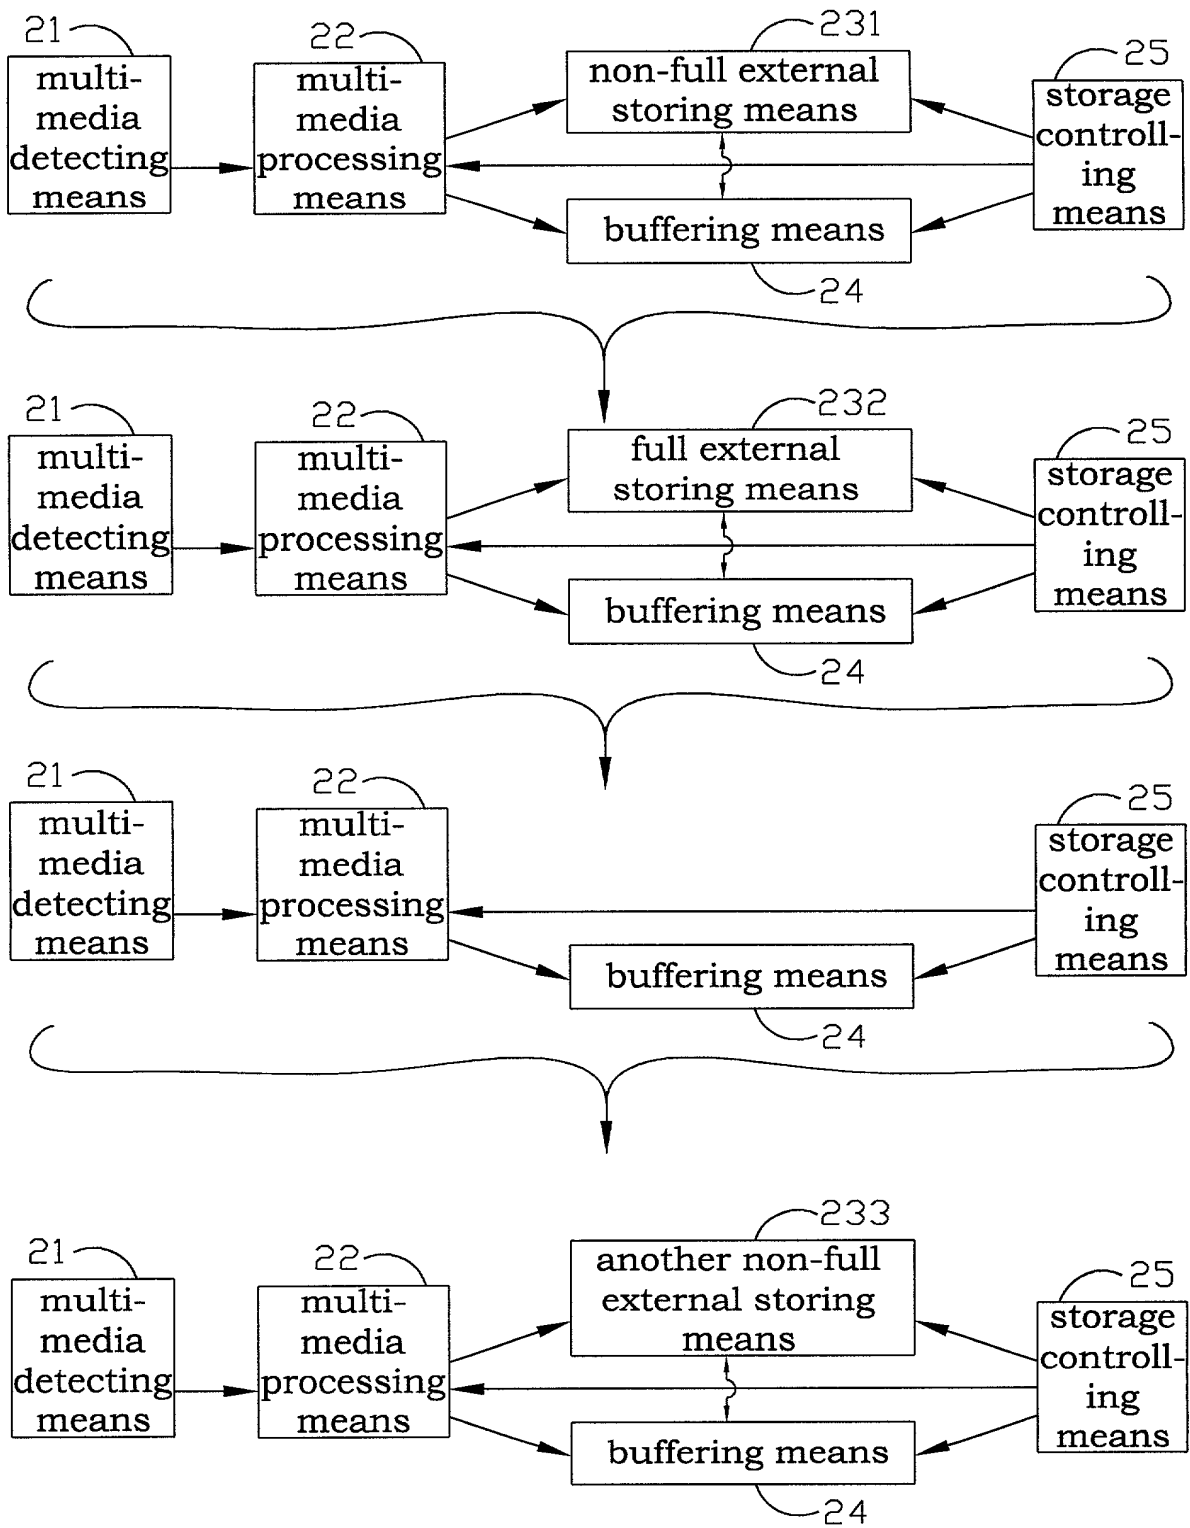 21
multi-
media
detecting
means
22
multi-
media
processing
means
231
non-full external
storing means
buffering means
24
25
storage
controll-
ing
means
21
multi-
media
detecting
means
22
multi-
media
processing
means
232
full external
storing means
buffering means
24
25
storage
controll-
ing
means
21
multi-
media
detecting
means
22
multi-
media
processing
means
buffering means
24
25
storage
controll-
ing
means
21
multi-
media
detecting
means
22
multi-
media
processing
means
233
another non-full
external storing
means
buffering means
24
25
storage
controll-
ing
means